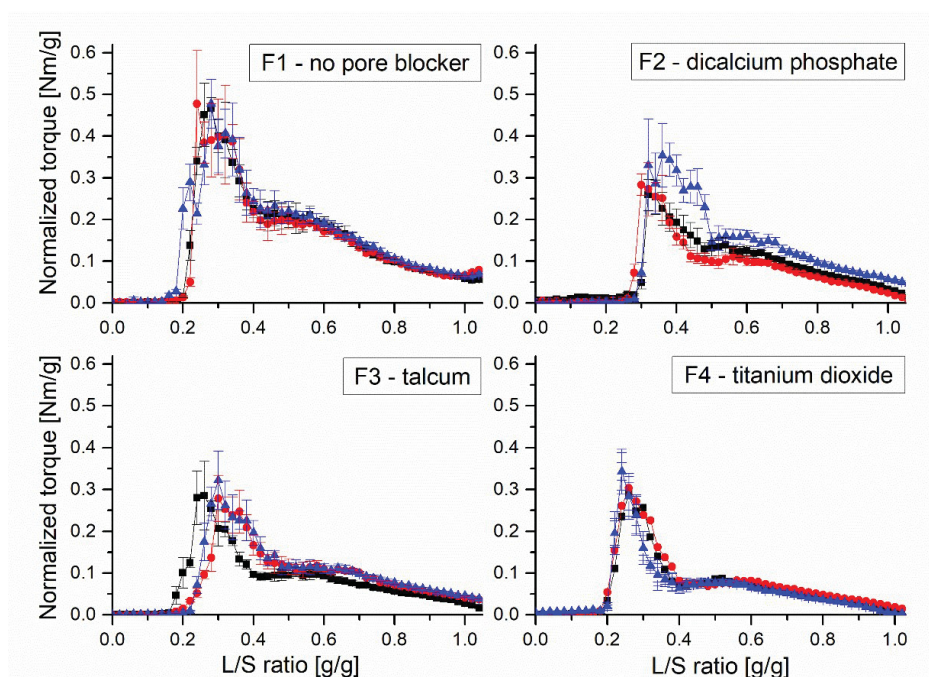 F1 - no pore blocker
Normalized torque [Nm/g]
0.6
0.5
0.4
0.3
0.2
0.1
0.0
0.0 0.2 0.4 0.6 0.8 1.0
F2 - dicalcium phosphate
0.6
0.5
0.4
0.3
0.2
0.1
0.0
0.0 0.2 0.4 0.6 0.8 1.0
F3 - talcum
Normalized torque [Nm/g]
0.6
0.5
0.4
0.3
0.2
0.1
0.0
0.0 0.2 0.4 0.6 0.8 1.0
L/S ratio [g/g]
F4 - titanium dioxide
0.6
0.5
0.4
0.3
0.2
0.1
0.0
0.0 0.2 0.4 0.6 0.8 1.0
L/S ratio [g/g]